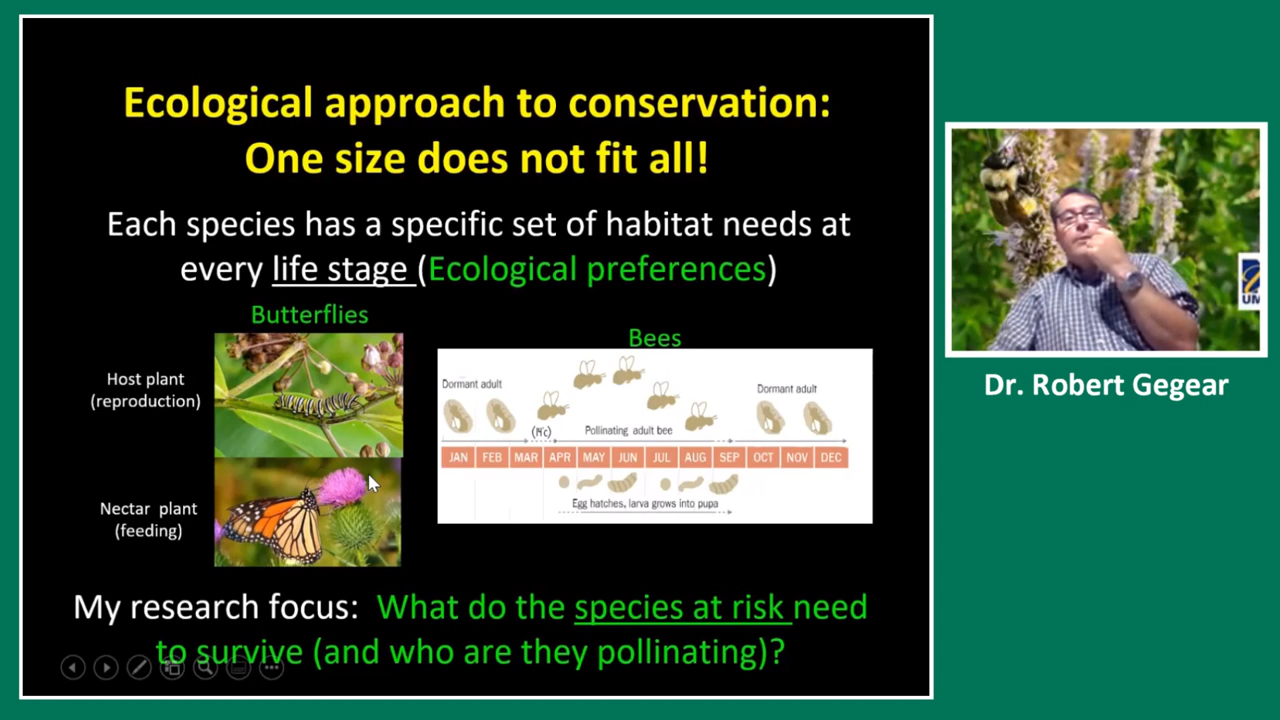 Ecological approach to conservation:
One size does not fit all!
Each species has a specific set of habitat needs at
every life stage (Ecological preferences)
Butterflies
Bees
Host plant
(reproduction)
Nectar plant
(feeding)
Dormant adult
Dormant adult
Pollinating adult bee
JAN FEB MAR APR MAY JUN JUL AUG SEP OCT NOV DEC
Egg hatches, larva grows into pupa
My research focus: What do the species at risk need
to survive (and who are they pollinating)?
UM
Dr. Robert Gegear